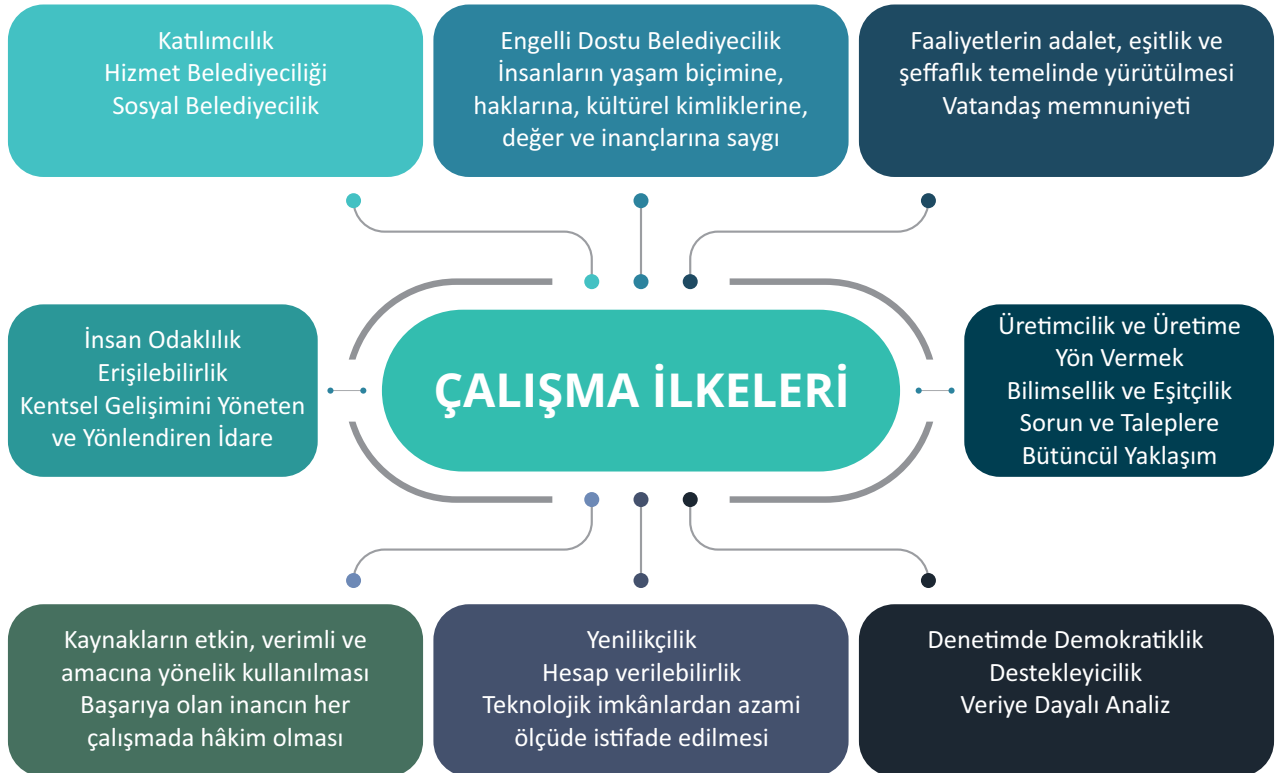 Katılımcılık
Hizmet Belediyeciliği
Sosyal Belediyecilik
Engelli Dostu Belediyecilik
İnsanların yaşam biçimine,
haklarına, kültürel kimliklerine,
değer ve inançlarına saygı
Faaliyetlerin adalet, eşitlik ve
şeffaflık temelinde yürütülmesi
Vatandaş memnuniyeti
İnsan Odaklılık
Erişilebilirlik
Kentsel Gelişimini Yöneten
ve Yönlendiren İdare
ÇALIŞMA İLKELERİ
Üretimcilik ve Üretime
Yön Vermek
Bilimsellik ve Eşitçilik
Sorun ve Taleplere
Bütüncül Yaklaşım
Kaynakların etkin, verimli ve
amacına yönelik kullanılması
Başarıya olan inancın her
çalışmada hâkim olması
Yenilikçilik
Hesap verilebilirlik
Teknolojik imkânlardan azami
ölçüde istifade edilmesi
Denetimde Demokratiklik
Destekleyicilik
Veriye Dayalı Analiz